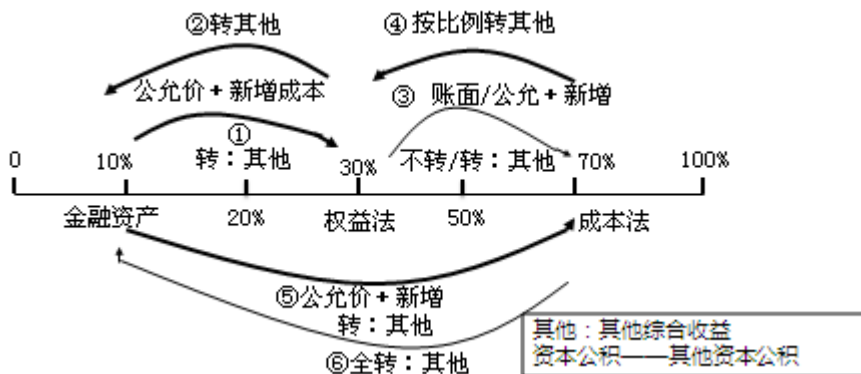 ②转其他
④按比例转其他
公允价+新增成本
③ 账面/公允+新增
①
转：其他
不转/转：其他
0
10%
30%
70%
100%
金融资产
20%
权益法
50%
成本法
⑤公允价+新增
转：其他
⑥全转：其他
其他：其他综合收益
资本公积——其他资本公积